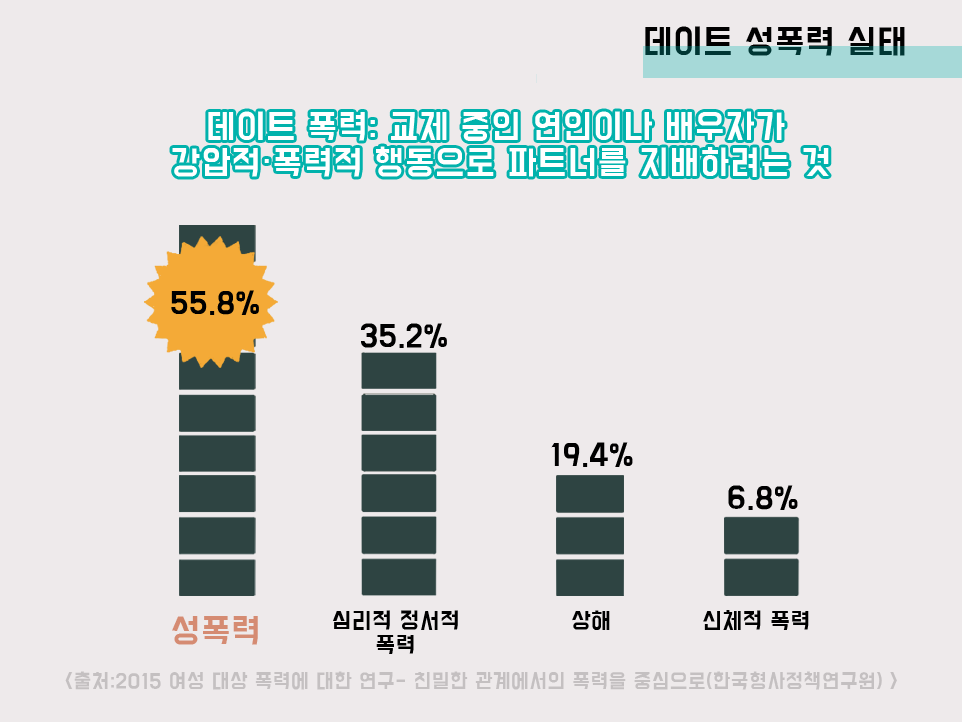 데이트 성폭력 실태
데이트 폭력: 교제 중인 연인이나 배우자가
강압적·폭력적 행동으로 파트너를 지배하려는 것
55.8%
35.2%
19.4%
6.8%
성폭력
심리적 정서적
폭력
상해
신체적 폭력
<출처:2015 여성 대상 폭력에 대한 연구- 친밀한 관계에서의 폭력을 중심으로(한국형사정책연구원) >